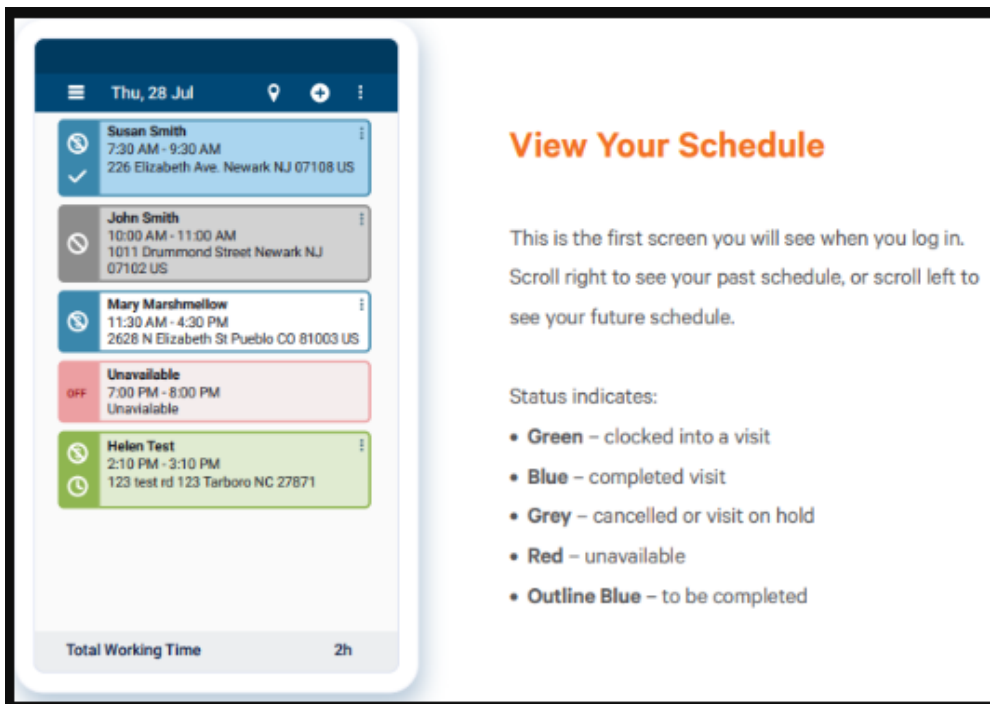 Thu, 28 Jul
Susan Smith
7:30 AM - 9:30 AM
226 Elizabeth Ave. Newark NJ 07108 US
John Smith
10:00 AM - 11:00 AM
1011 Drummond Street Newark NJ
07102 US
Mary Marshmellow
11:30 AM - 4:30 PM
2628 N Elizabeth St Pueblo CO 81003 US
OFF
Unavailable
7:00 PM - 8:00 PM
Unavialable
Helen Test
2:10 PM - 3:10 PM
123 test rd 123 Tarboro NC 27871
Total Working Time 2h
View Your Schedule
This is the first screen you will see when you log in.
Scroll right to see your past schedule, or scroll left to
see your future schedule.
Status indicates:
• Green – clocked into a visit
• Blue – completed visit
• Grey – cancelled or visit on hold
• Red – unavailable
• Outline Blue – to be completed